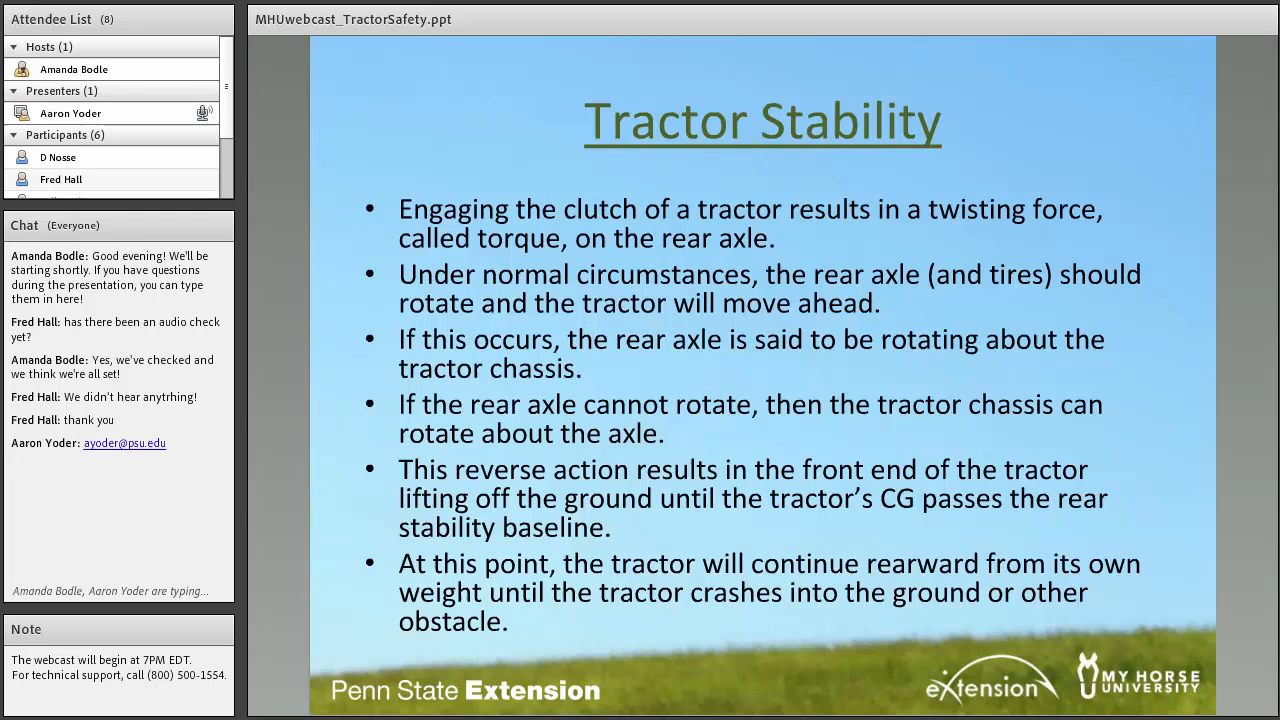 Attendee List (8)
Hosts (1)
Amanda Bodle
Presenters (1)
Aaron Yoder
Participants (6)
D Nosse
Fred Hall
Chat (Everyone)
Amanda Bodle: Good evening! We'll be
starting shortly. If you have questions
during the presentation, you can type
them in here!
Fred Hall: has there been an audio check
yet?
Amanda Bodle: Yes, we've checked and
we think we're all set!
Fred Hall: We didn't hear anytrhing!
Fred Hall: thank you
Aaron Yoder: ayoder@psu.edu
Amanda Bodle, Aaron Yoder are typing...
Note
The webcast will begin at 7PM EDT.
For technical support, call (800) 500-1554.
MHUwebcast_TractorSafety.ppt
Tractor Stability
• Engaging the clutch of a tractor results in a twisting force,
called torque, on the rear axle.
• Under normal circumstances, the rear axle (and tires) should
rotate and the tractor will move ahead.
• If this occurs, the rear axle is said to be rotating about the
tractor chassis.
• If the rear axle cannot rotate, then the tractor chassis can
rotate about the axle.
• This reverse action results in the front end of the tractor
lifting off the ground until the tractor’s CG passes the rear
stability baseline.
• At this point, the tractor will continue rearward from its own
weight until the tractor crashes into the ground or other
obstacle.
Penn State Extension
eXtension
MY HORSE
UNIVERSITY